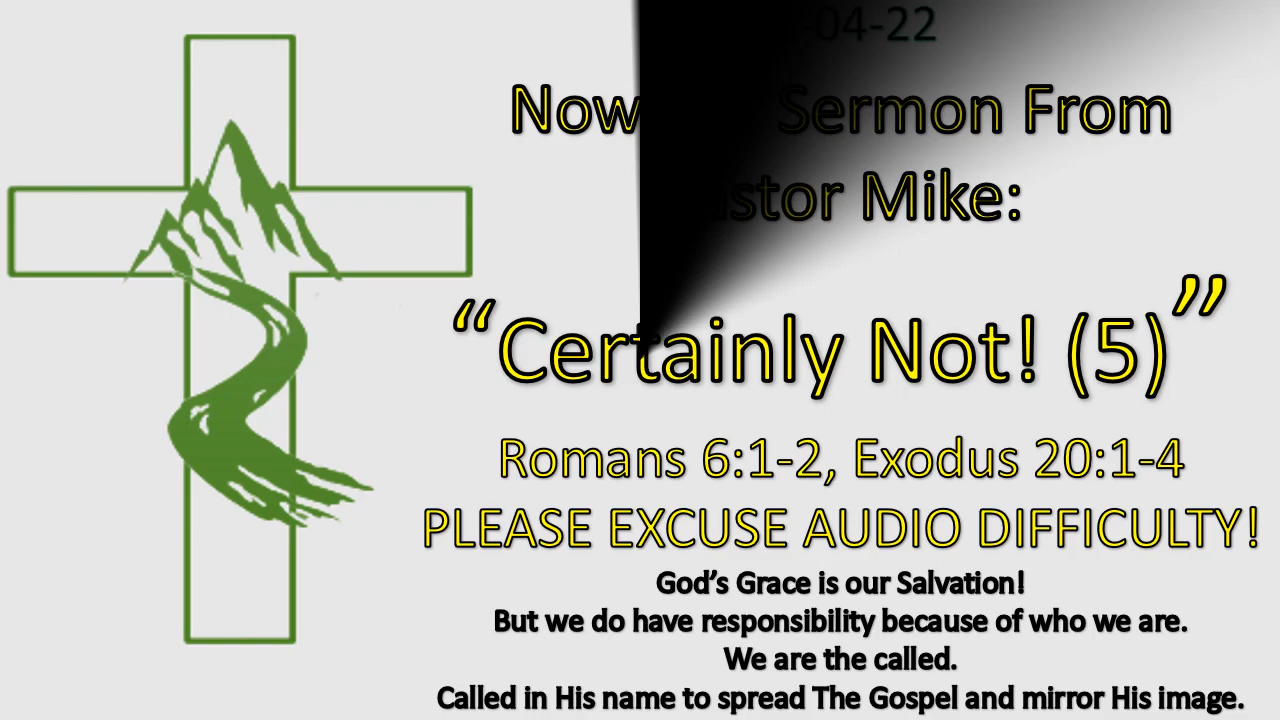 04-22
Now Sermon From
Mike:
“Certainly Not! (5)”
Romans 6:1-2, Exodus 20:1-4
PLEASE EXCUSE AUDIO DIFFICULTY!
God’s Grace is our Salvation!
But we do have responsibility because of who we are.
We are the called.
Called in His name to spread The Gospel and mirror His image.